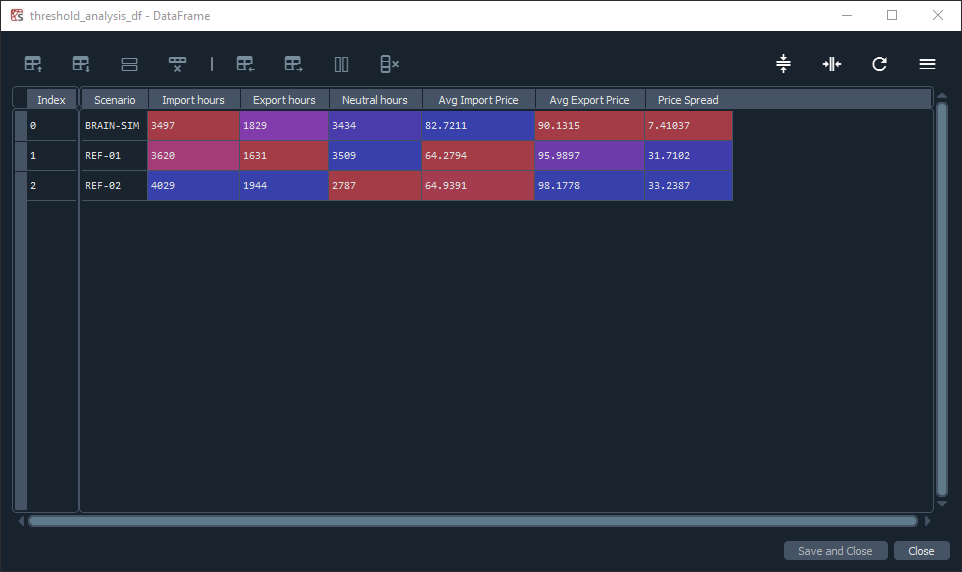 threshold_analysis_df - DataFrame
Index Scenario Import hours Export hours Neutral hours Avg Import Price Avg Export Price Price Spread
0 BRAIN-SIM 3497 1829 3434 82.7211 90.1315 7.41037
1 REF-01 3620 1631 3509 64.2794 95.9897 31.7102
2 REF-02 4029 1944 2787 64.9391 98.1778 33.2387
Save and Close Close